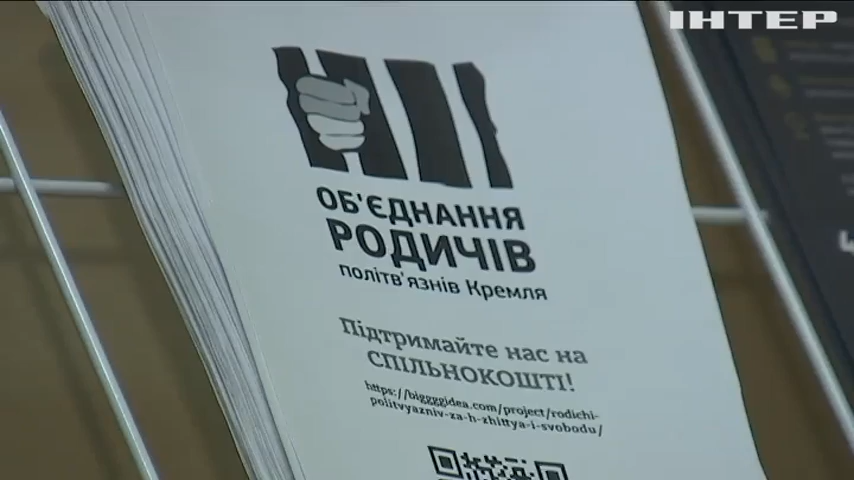 ІНТЕР
ОБ'ЄДНАННЯ
РОДИЧІВ
політв'язнів Кремля
Підтримайте нас на
СПІЛЬНОКОШТІ!
https://biggggidea.com/project/rodichi-
politvyazniv-za-h-zhittya-i-svobodu/